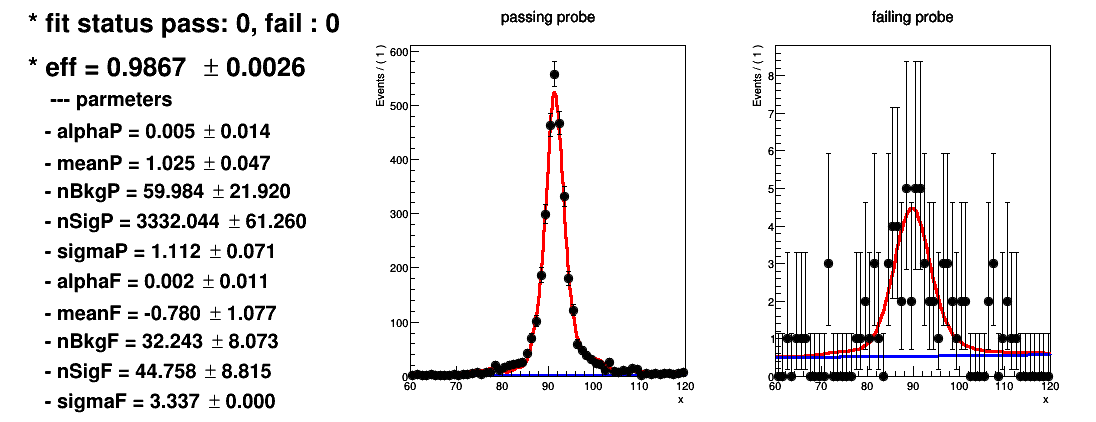 * fit status pass: 0, fail : 0
* eff = 0.9867 ± 0.0026
--- parmeters
- alphaP = 0.005 ± 0.014
- meanP = 1.025 ± 0.047
- nBkgP = 59.984 ± 21.920
- nSigP = 3332.044 ± 61.260
- sigmaP = 1.112 ± 0.071
- alphaF = 0.002 ± 0.011
- meanF = -0.780 ± 1.077
- nBkgF = 32.243 ± 8.073
- nSigF = 44.758 ± 8.815
- sigmaF = 3.337 ± 0.000
passing probe
Events / ( 1 )
600
500
400
300
200
100
0
60 70 80 90 100 110 120
x
failing probe
Events / ( 1 )
8
7
6
5
4
3
2
1
0
60 70 80 90 100 110 120
x